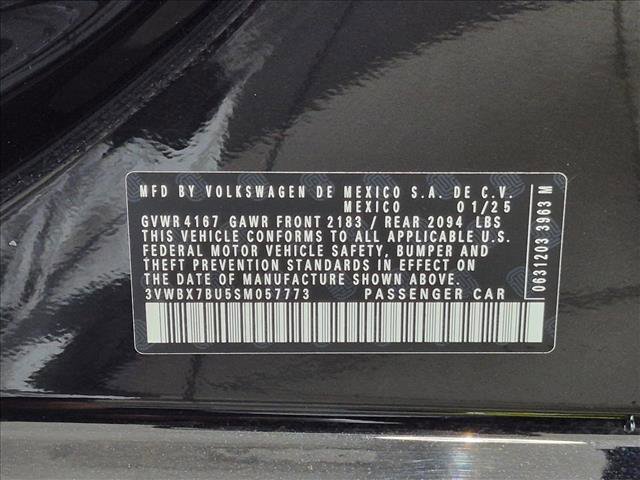 MFD BY VOLKSWAGEN DE MEXICO S.A. DE C.V.
MEXICO 01/25
GVWR 4167 GAWR FRONT 2183 / REAR 2094 LBS
THIS VEHICLE CONFORMS TO ALL APPLICABLE U.S.
FEDERAL MOTOR VEHICLE SAFETY, BUMPER AND
THEFT PREVENTION STANDARDS IN EFFECT ON
THE DATE OF MANUFACTURE SHOWN ABOVE.
3VWBX7BU5SM057773 PASSENGER CAR
0631203 3963 M